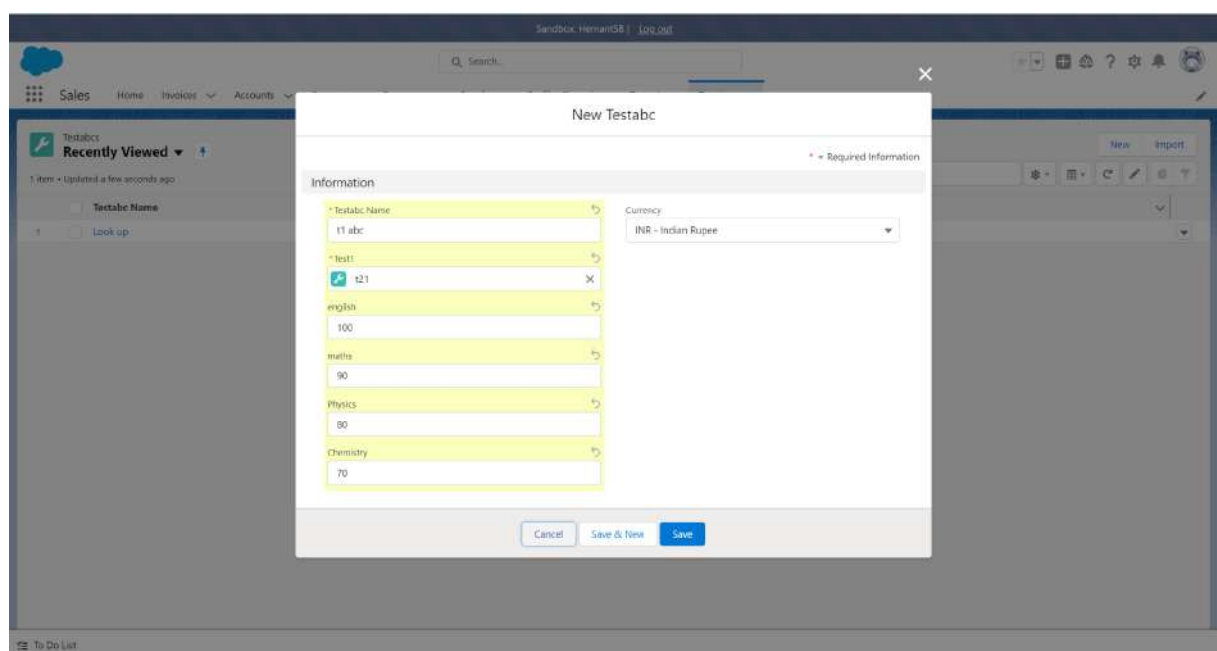 Sandbox: HemantSB | Log out
Search...
Sales Home Invoices Accounts
New Testabc
Testabcs
Recently Viewed
New Import
* = Required Information
1 item • Updated a few seconds ago
Information
Testabc Name
1 Look up
* Testabc Name
t1 abc
Currency
INR - Indian Rupee
* Test1
t21
english
100
maths
90
Physics
80
Chemistry
70
Cancel Save & New Save
To Do List